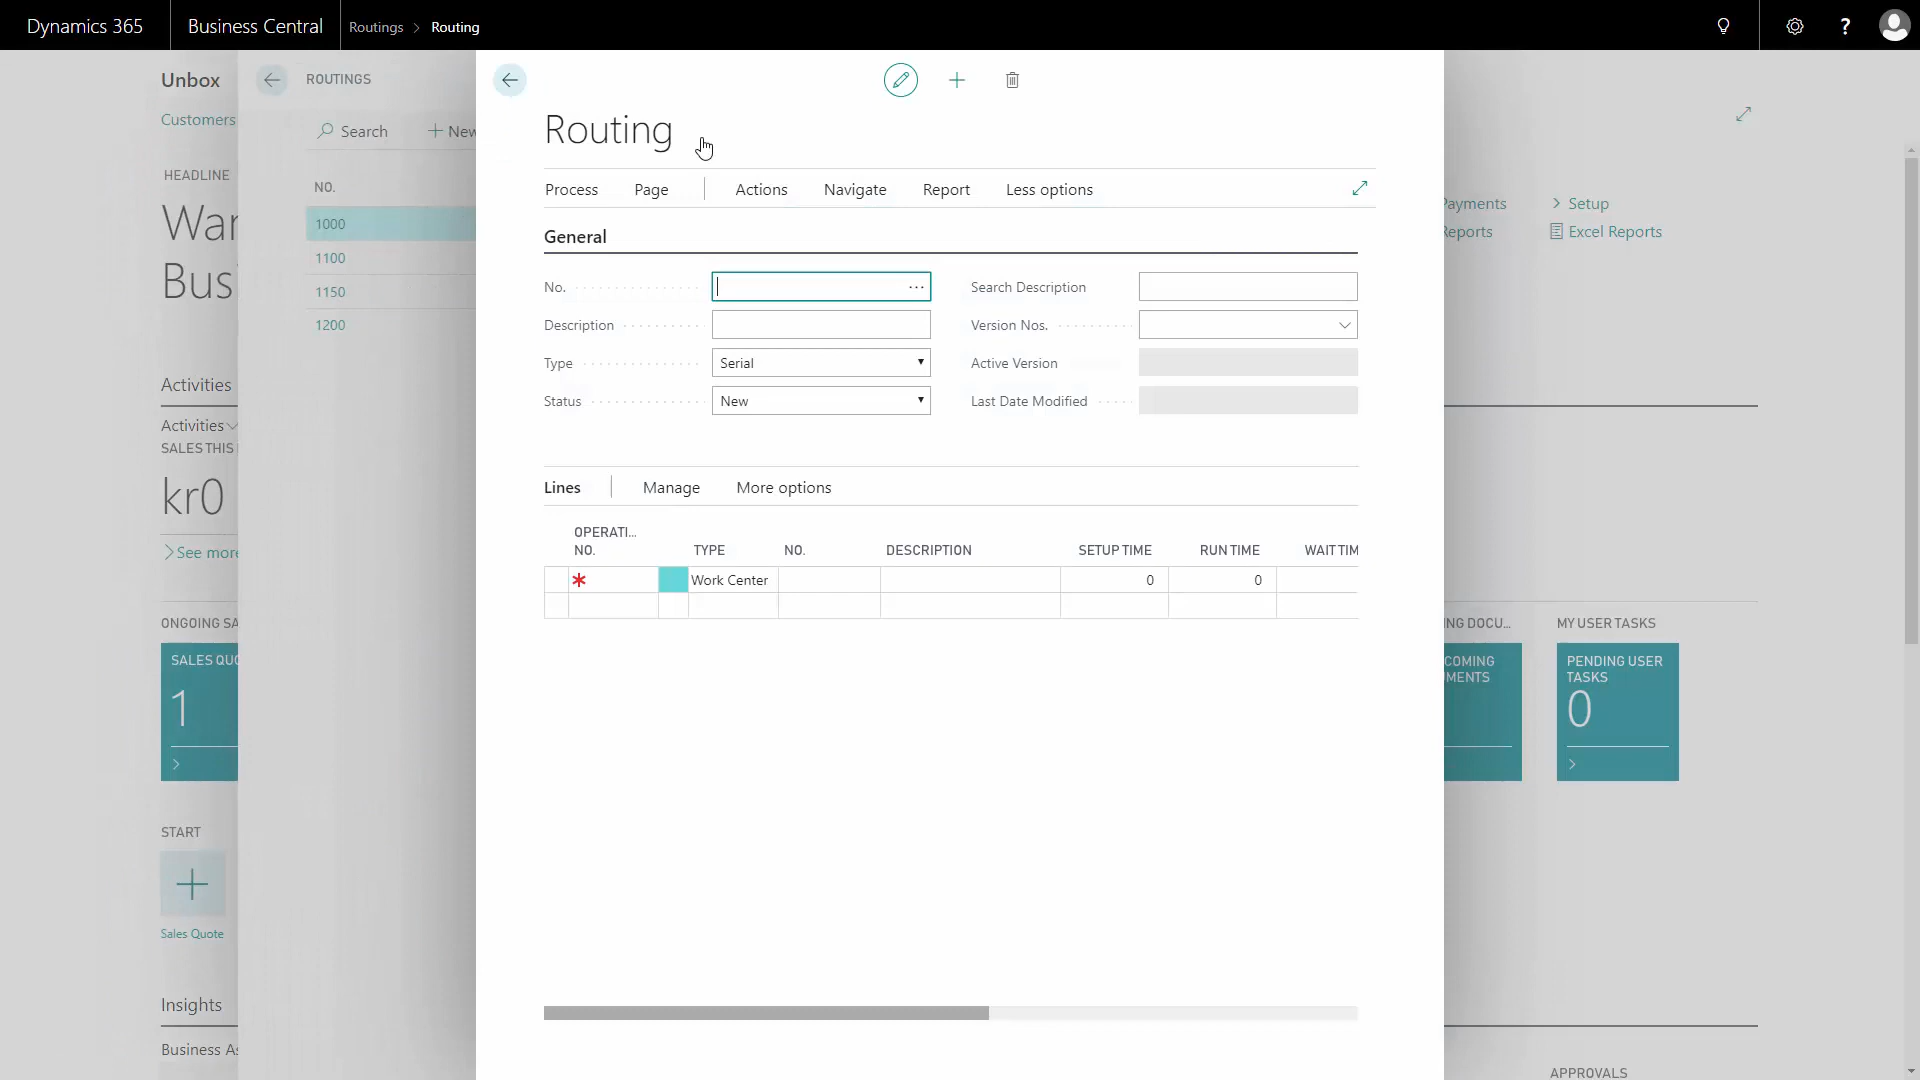 Dynamics 365
Business Central
Routings > Routing
?
Unbox
Customers
HEADLINE
Activities
Activities
SALES THIS
kr0
See more
ONGOING
SALES
1
START
Sales Quote
Insights
Business
ROUTINGS
Search
New
NO.
1000
1100
1150
1200
Routing
Process Page Actions Navigate Report Less options
General
No. Search Description
Description Version Nos.
Type Serial Active Version
Status New Last Date Modified
Lines Manage More options
OPERATI...
NO. TYPE NO. DESCRIPTION SETUP TIME RUN TIME WAIT TIM
* Work Center 0 0
Payments
Reports
> Setup
Excel Reports
DOCU...
MY USER TASKS
PENDING USER
TASKS
0
APPROVALS